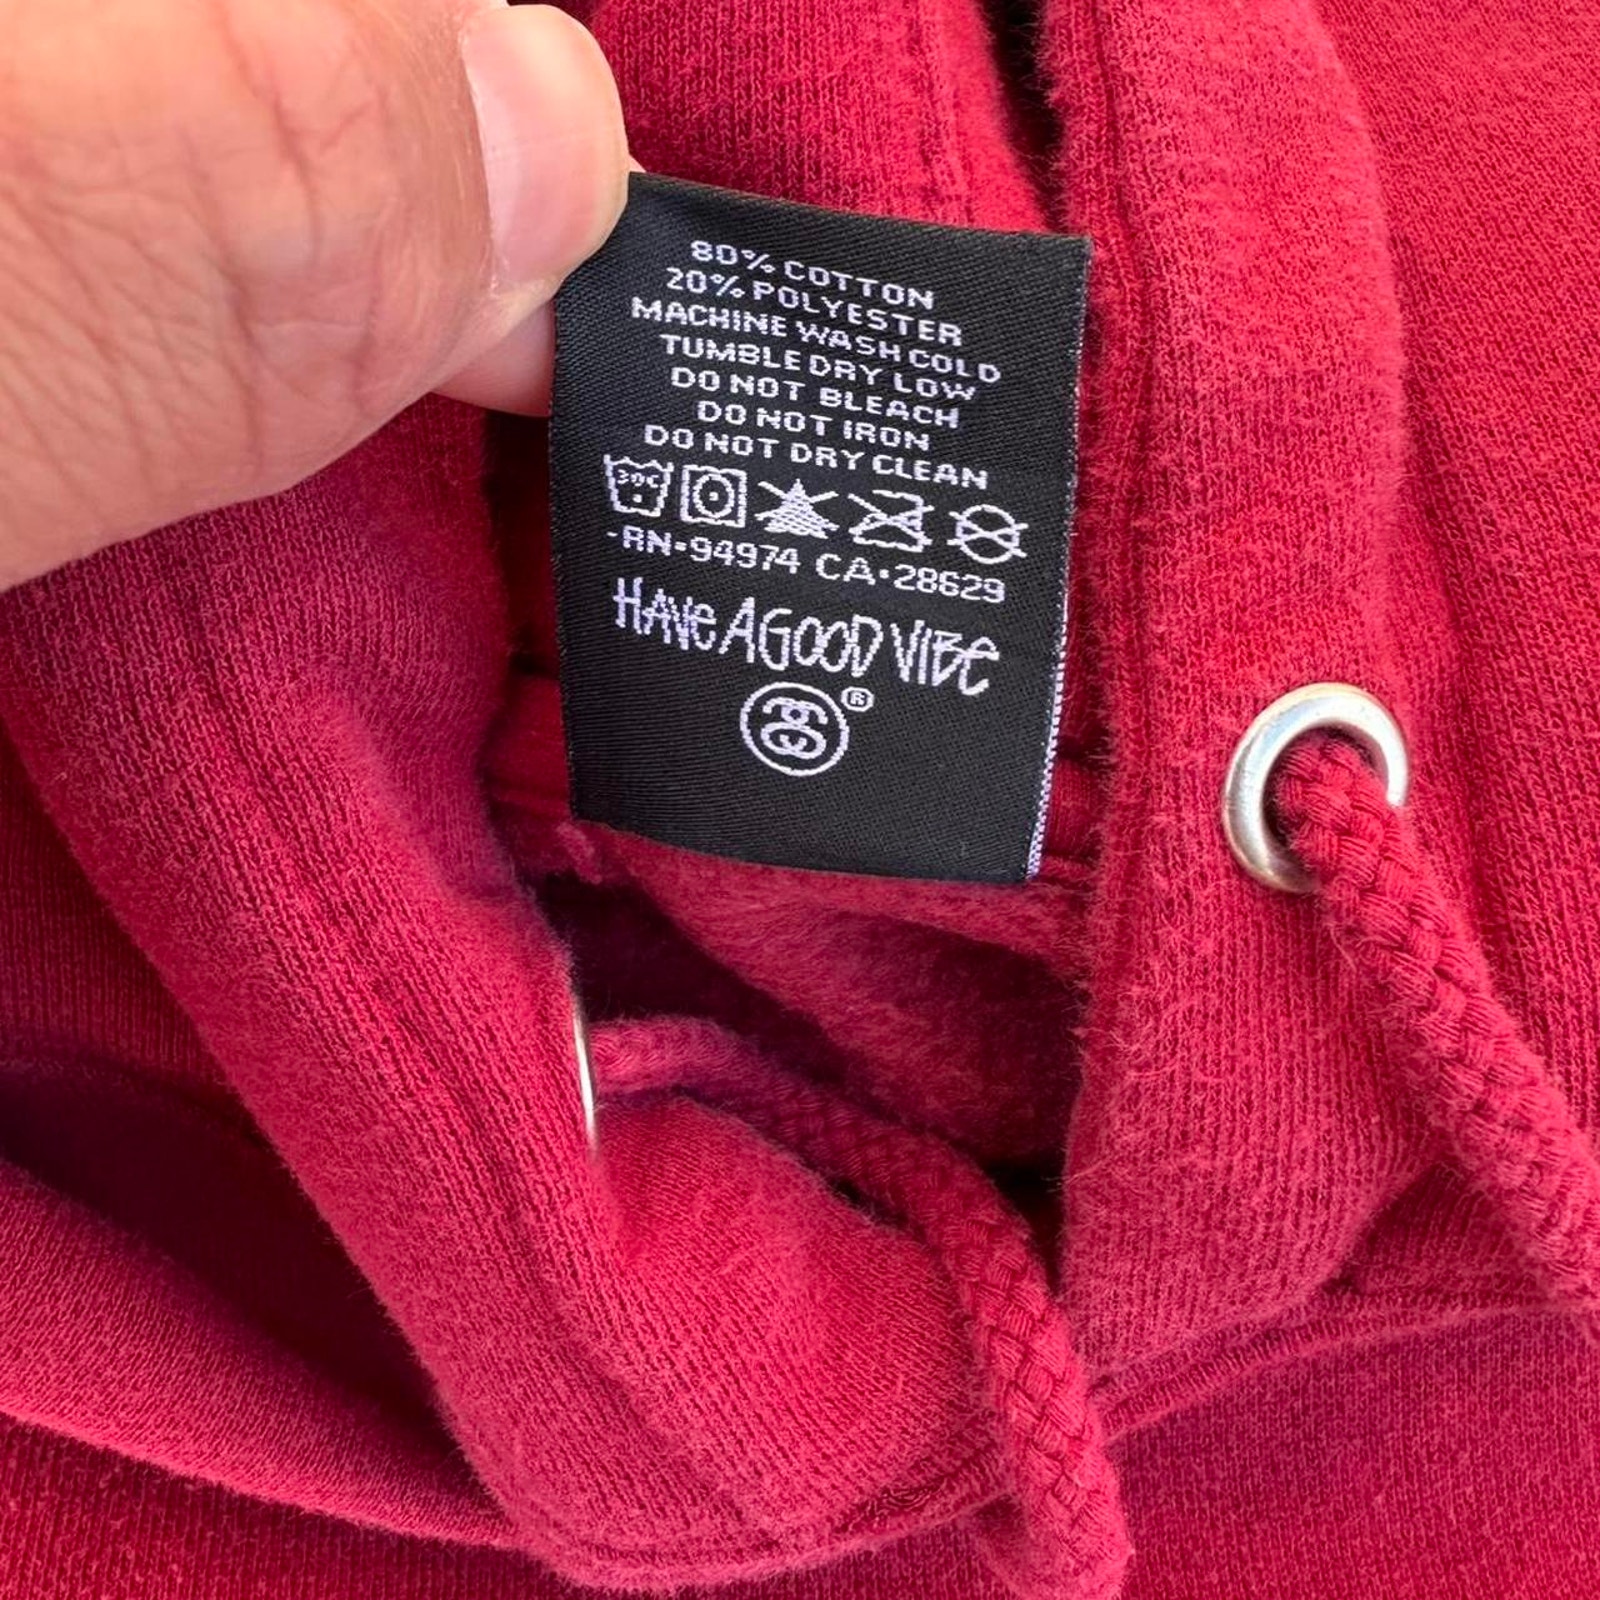 80% COTTON
20% POLYESTER
MACHINE WASH COLD
TUMBLE DRY LOW
DO NOT BLEACH
DO NOT IRON
DO NOT DRY CLEAN
30C
-RN•94974 CA•28629
HAVE A GOOD VIBE
®